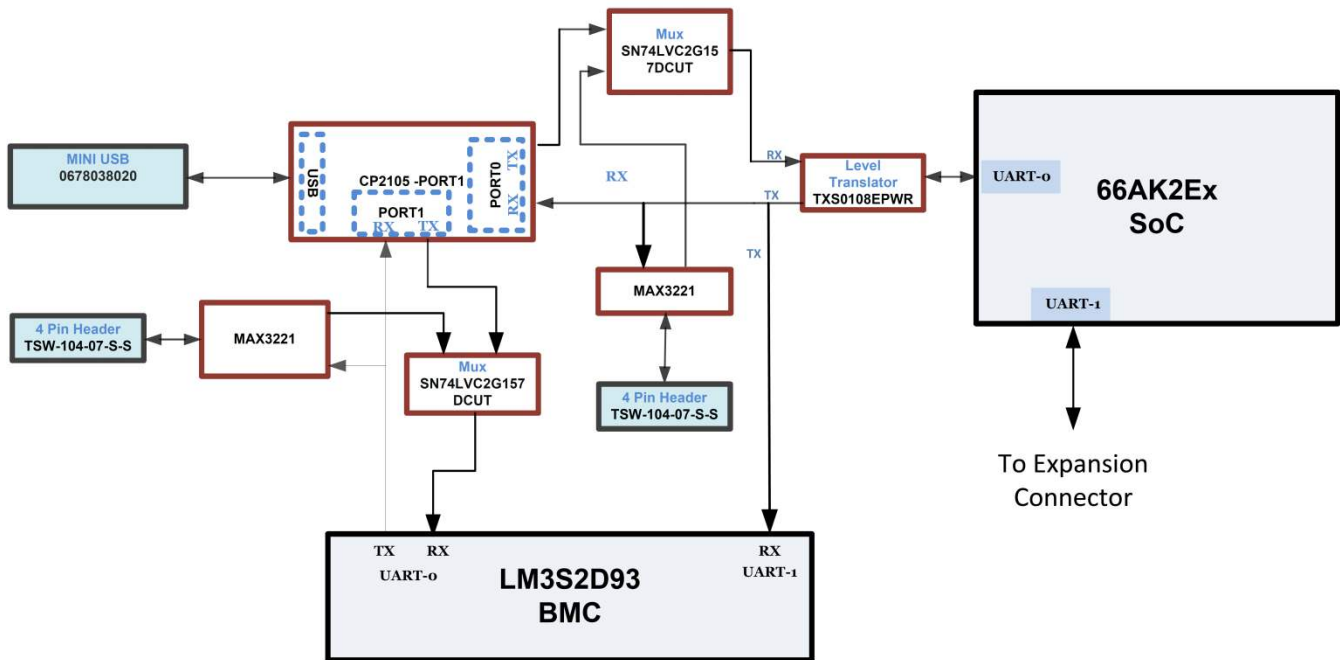 Mux
SN74LVC2G15
7DCUT
MINI USB
0678038020
USB
CP2105 -PORT1
PORT0
TX
RX
PORT1
RX
TX
RX
RX
TX
TX
Level
Translator
TXS0108EPWR
UART-0
66AK2Ex
SoC
UART-1
4 Pin Header
TSW-104-07-S-S
MAX3221
MAX3221
Mux
SN74LVC2G157
DCUT
4 Pin Header
TSW-104-07-S-S
To Expansion
Connector
TX RX
UART-0
RX
UART-1
LM3S2D93
BMC